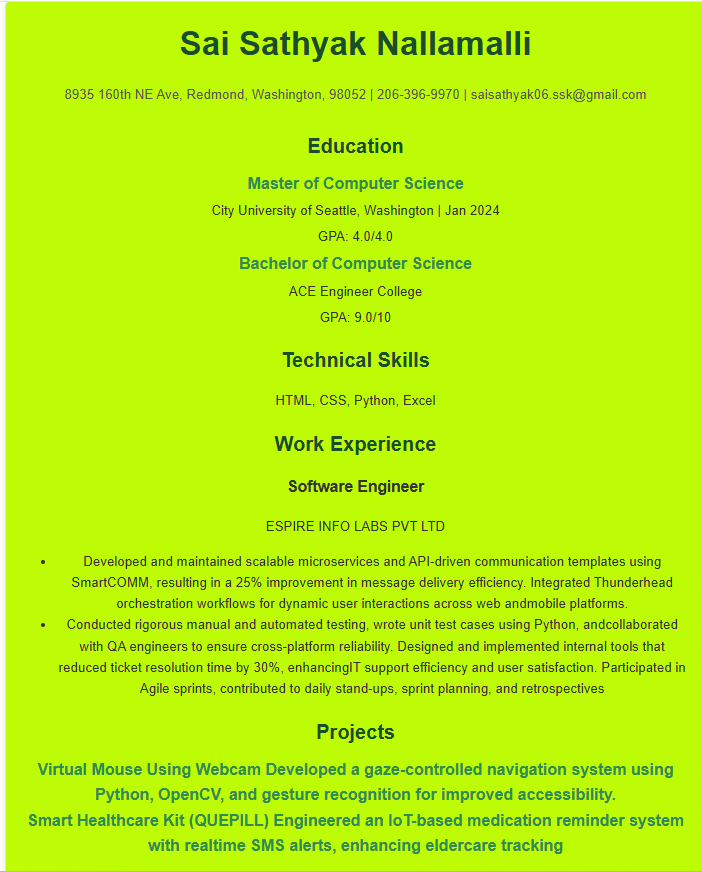 Sai Sathyak Nallamalli
8935 160th NE Ave, Redmond, Washington, 98052 | 206-396-9970 | saisathyak06.ssk@gmail.com
Education
Master of Computer Science
City University of Seattle, Washington | Jan 2024
GPA: 4.0/4.0
Bachelor of Computer Science
ACE Engineer College
GPA: 9.0/10
Technical Skills
HTML, CSS, Python, Excel
Work Experience
Software Engineer
ESPIRE INFO LABS PVT LTD
• Developed and maintained scalable microservices and API-driven communication templates using
SmartCOMM, resulting in a 25% improvement in message delivery efficiency. Integrated Thunderhead
orchestration workflows for dynamic user interactions across web andmobile platforms.
• Conducted rigorous manual and automated testing, wrote unit test cases using Python, andcollaborated
with QA engineers to ensure cross-platform reliability. Designed and implemented internal tools that
reduced ticket resolution time by 30%, enhancingIT support efficiency and user satisfaction. Participated in
Agile sprints, contributed to daily stand-ups, sprint planning, and retrospectives
Projects
Virtual Mouse Using Webcam Developed a gaze-controlled navigation system using
Python, OpenCV, and gesture recognition for improved accessibility.
Smart Healthcare Kit (QUEPILL) Engineered an IoT-based medication reminder system
with realtime SMS alerts, enhancing eldercare tracking